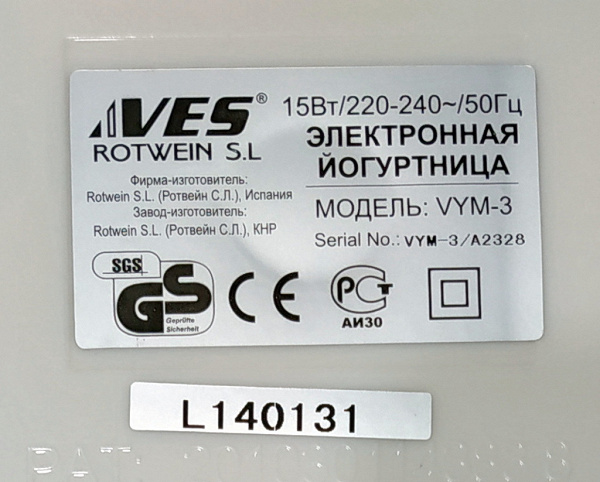 VES®
ROTWEIN S.L
Фирма-изготовитель:
Rotwein S.L. (Ротвейн С.Л.), Испания
Завод-изготовитель:
Rotwein S.L. (Ротвейн С.Л.), КНР
15Вт/220-240~/50Гц
ЭЛЕКТРОННАЯ
ЙОГУРТНИЦА
МОДЕЛЬ: VYM-3
Serial No.: VYM-3/A2328
SGS
GS
Geprüfte
Sicherheit
CE
РСТ
АИ30
L140131